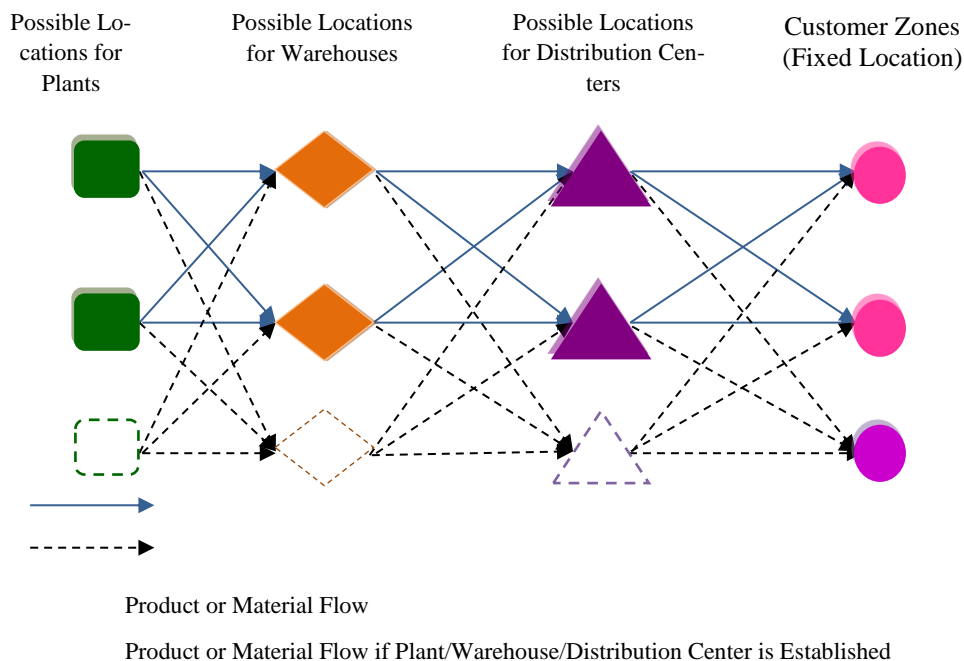 Possible Lo-
cations for
Plants
Possible Locations
for Warehouses
Possible Locations
for Distribution Cen-
ters
Customer Zones
(Fixed Location)
Product or Material Flow
Product or Material Flow if Plant/Warehouse/Distribution Center is Established